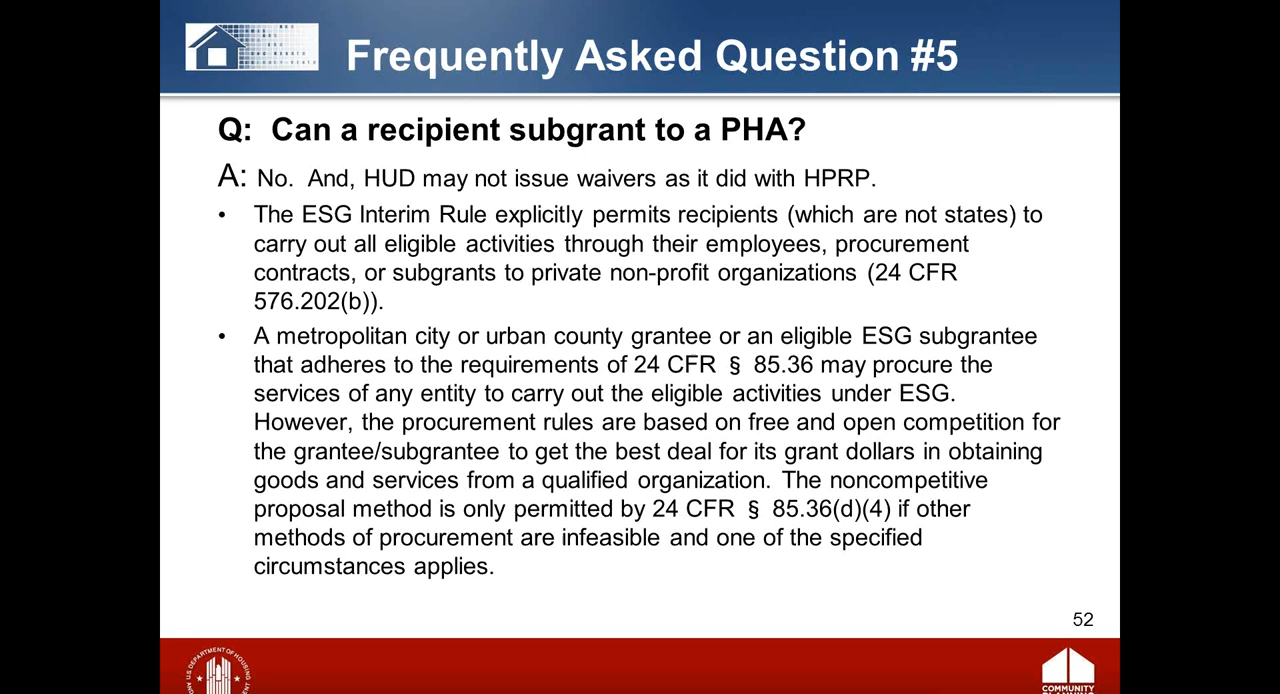 Frequently Asked Question #5
Q: Can a recipient subgrant to a PHA?
A: No. And, HUD may not issue waivers as it did with HPRP.
• The ESG Interim Rule explicitly permits recipients (which are not states) to
carry out all eligible activities through their employees, procurement
contracts, or subgrants to private non-profit organizations (24 CFR
576.202(b)).
• A metropolitan city or urban county grantee or an eligible ESG subgrantee
that adheres to the requirements of 24 CFR § 85.36 may procure the
services of any entity to carry out the eligible activities under ESG.
However, the procurement rules are based on free and open competition for
the grantee/subgrantee to get the best deal for its grant dollars in obtaining
goods and services from a qualified organization. The noncompetitive
proposal method is only permitted by 24 CFR § 85.36(d)(4) if other
methods of procurement are infeasible and one of the specified
circumstances applies.
52
U.S. DEPARTMENT OF HOUSING
COMMUNITY